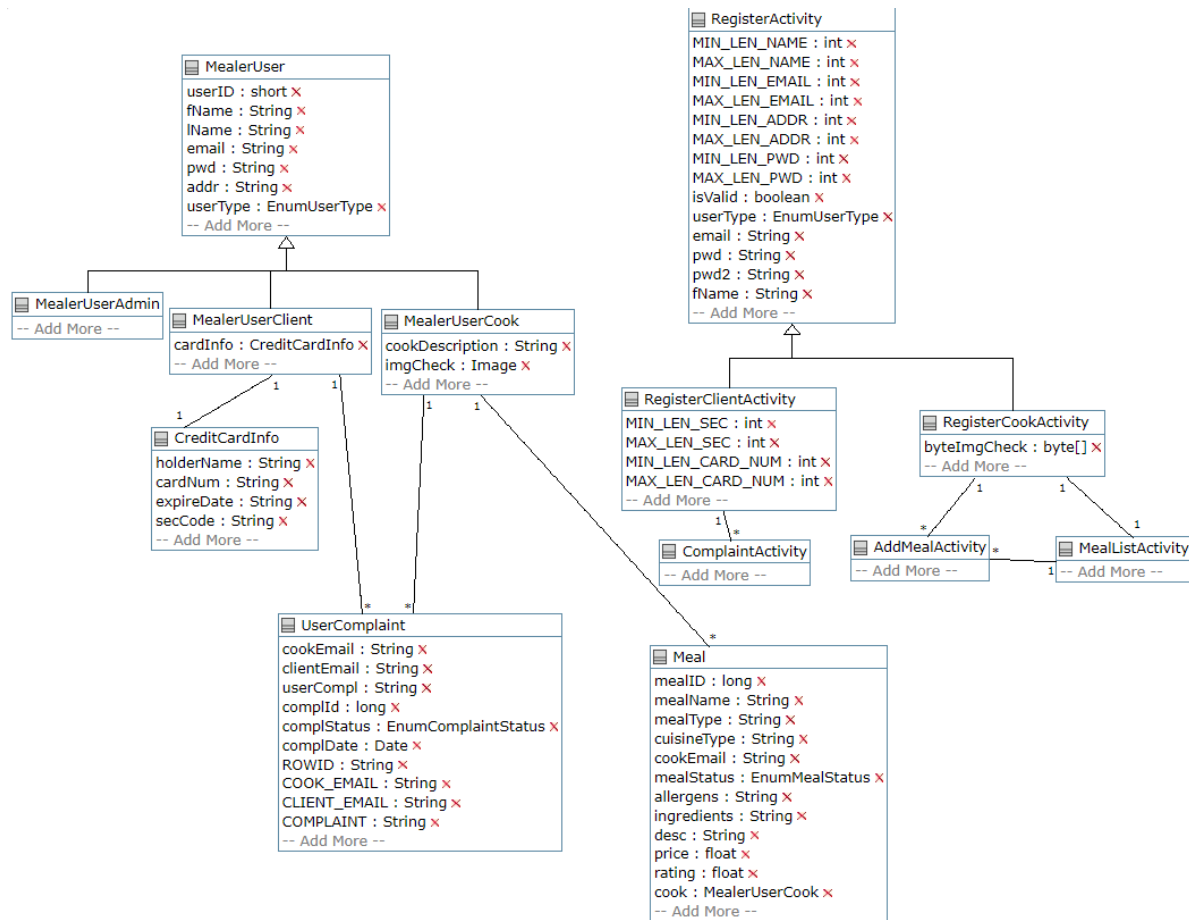 RegisterActivity
MIN_LEN_NAME : int x
MAX_LEN_NAME : int x
MIN_LEN_EMAIL : int x
MAX_LEN_EMAIL : int x
MIN_LEN_ADDR : int x
MAX_LEN_ADDR : int x
MIN_LEN_PWD : int x
MAX_LEN_PWD : int x
isValid : boolean x
userType : EnumUserType x
email : String x
pwd : String x
pwd2 : String x
fName : String x
-- Add More --
MealerUser
userID : short x
fName : String x
lName : String x
email : String x
pwd : String x
addr : String x
userType : EnumUserType x
-- Add More --
MealerUserAdmin
-- Add More --
MealerUserClient
cardInfo : CreditCardInfo x
-- Add More --
MealerUserCook
cookDescription : String x
imgCheck : Image x
-- Add More --
1
1
1
1
1
CreditCardInfo
holderName : String x
cardNum : String x
expireDate : String x
secCode : String x
-- Add More --
RegisterClientActivity
MIN_LEN_SEC : int x
MAX_LEN_SEC : int x
MIN_LEN_CARD_NUM : int x
MAX_LEN_CARD_NUM : int x
-- Add More --
RegisterCookActivity
byteImgCheck : byte[] x
-- Add More --
1
*
1
1
*
1
ComplaintActivity
-- Add More --
AddMealActivity
-- Add More --
*
1
MealListActivity
-- Add More --
*
*
UserComplaint
cookEmail : String x
clientEmail : String x
userCompl : String x
complId : long x
complStatus : EnumComplaintStatus x
complDate : Date x
ROWID : String x
COOK_EMAIL : String x
CLIENT_EMAIL : String x
COMPLAINT : String x
-- Add More --
*
Meal
mealID : long x
mealName : String x
mealType : String x
cuisineType : String x
cookEmail : String x
mealStatus : EnumMealStatus x
allergens : String x
ingredients : String x
desc : String x
price : float x
rating : float x
cook : MealerUserCook x
-- Add More --